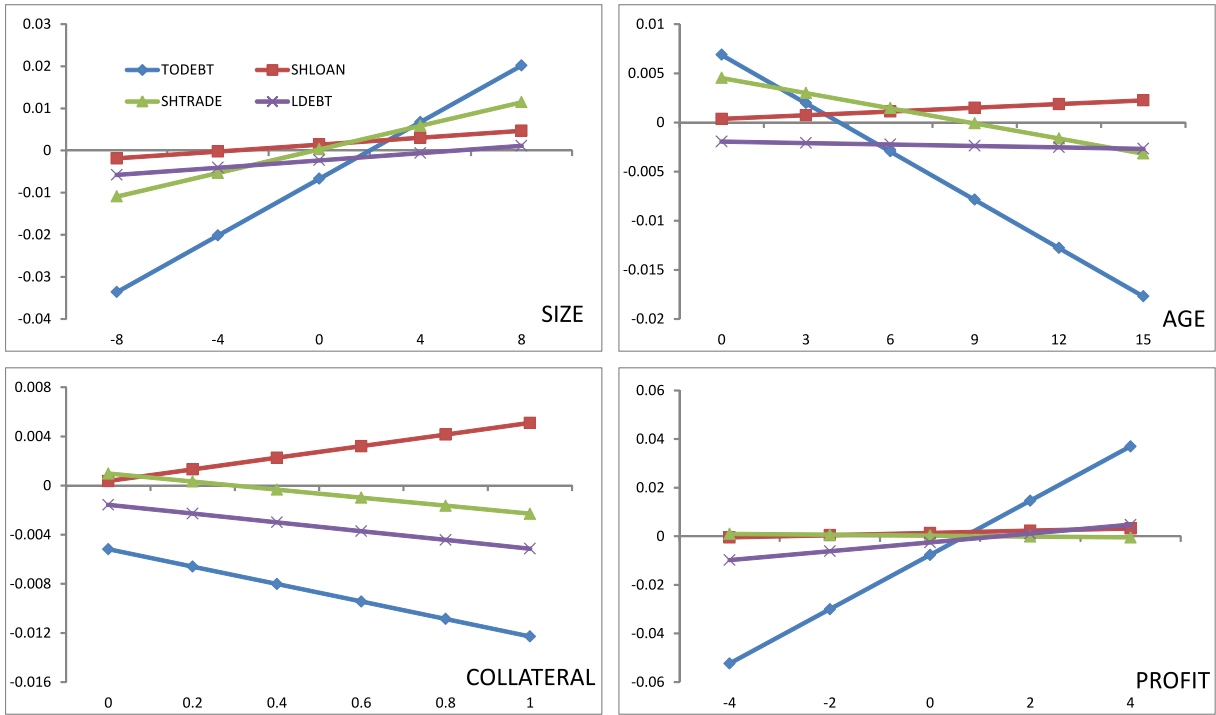 0.03
0.02
0.01
0
-0.01
-0.02
-0.03
-0.04
TODEBT SHLOAN
SHTRADE LDEBT
-8 -4 0 4 8
SIZE
0.01
0.005
0
-0.005
-0.01
-0.015
-0.02
0 3 6 9 12 15
AGE
0.008
0.004
0
-0.004
-0.008
-0.012
-0.016
0 0.2 0.4 0.6 0.8 1
COLLATERAL
0.06
0.04
0.02
0
-0.02
-0.04
-0.06
-4 -2 0 2 4
PROFIT